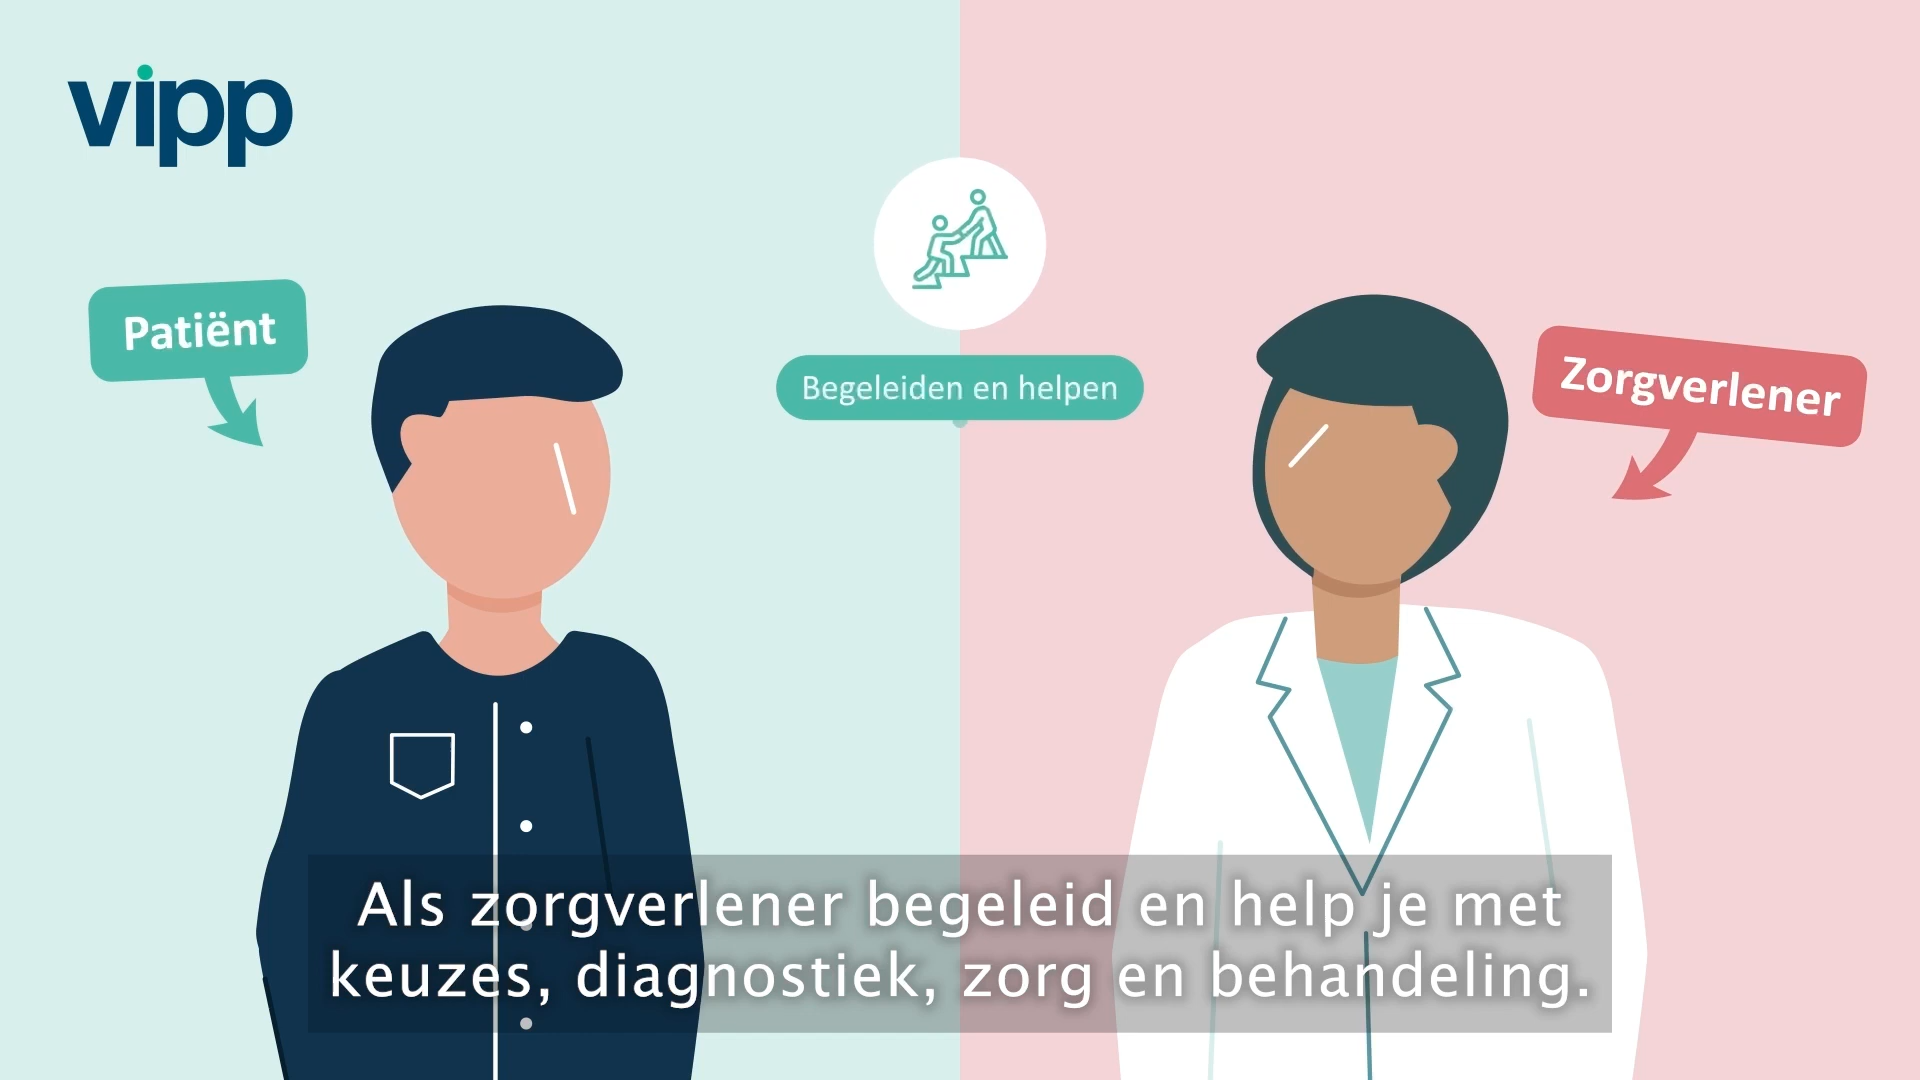 vipp
Patiënt
Begeleiden en helpen
Zorgverlener
Als zorgverlener begeleid en help je met
keuzes, diagnostiek, zorg en behandeling.